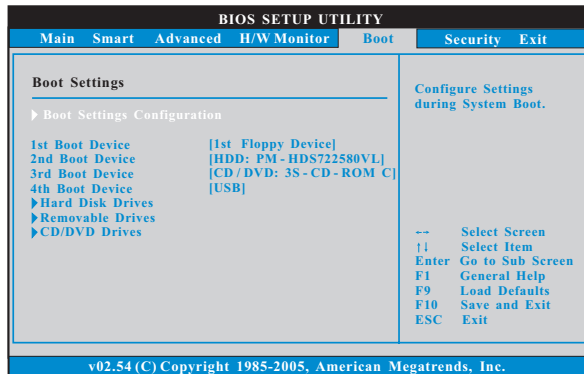 BIOS SETUP UTILITY
Main Smart Advanced H/W Monitor Boot Security Exit
Boot Settings
Boot Settings Configuration
1st Boot Device [1st Floppy Device]
2nd Boot Device [HDD: PM - HDS722580VL]
3rd Boot Device [CD / DVD: 3S - CD - ROM C]
4th Boot Device [USB]
Hard Disk Drives
Removable Drives
CD/DVD Drives
Configure Settings
during System Boot.
←→ Select Screen
↑↓ Select Item
Enter Go to Sub Screen
F1 General Help
F9 Load Defaults
F10 Save and Exit
ESC Exit
v02.54 (C) Copyright 1985-2005, American Megatrends, Inc.